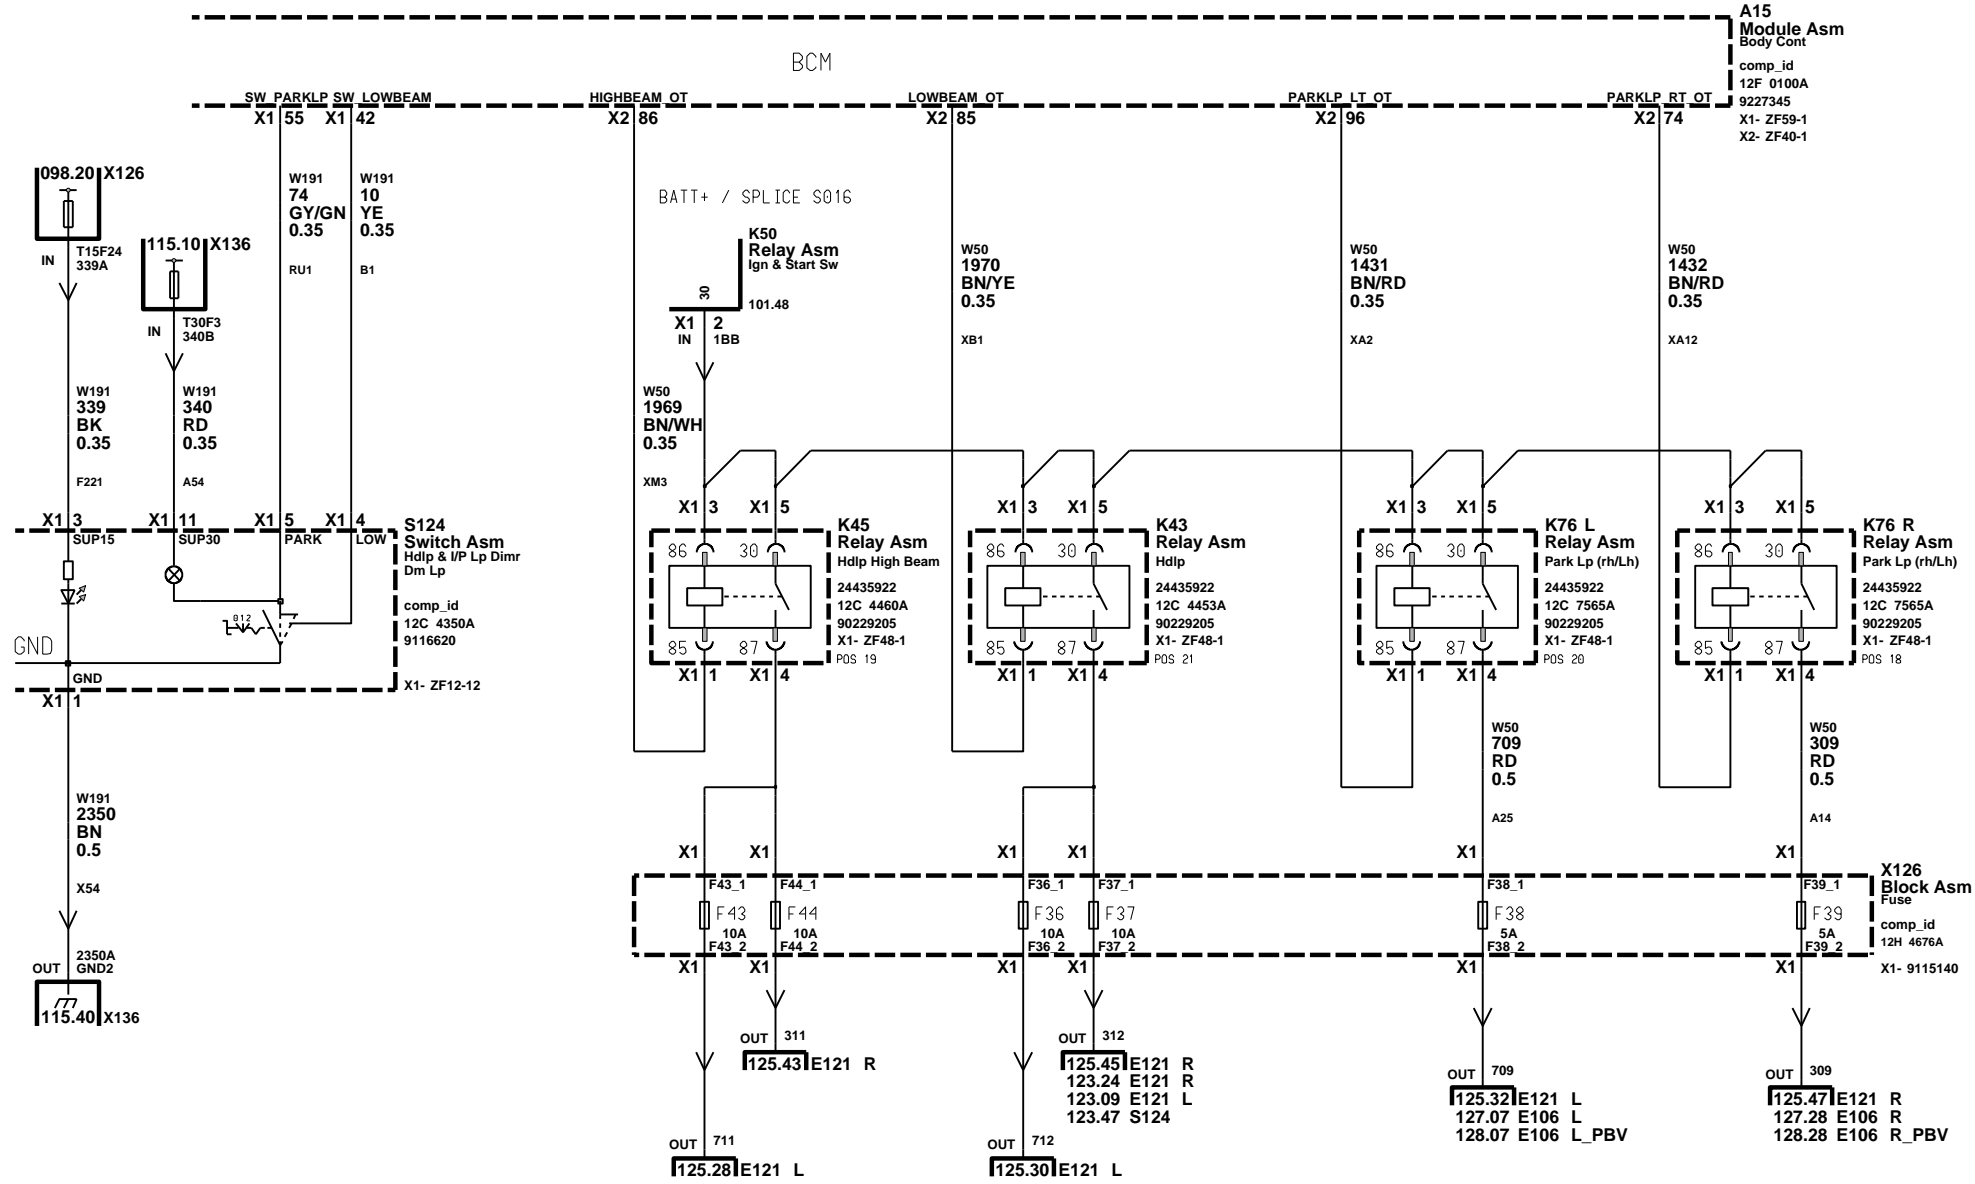 A15
Module Asm
Body Cont
comp_id
12F 0100A
9227345
X1- ZF59-1
X2- ZF40-1
BCM
SW_PARKLP SW_LOWBEAM HIGHBEAM_OT LOWBEAM_OT PARKLP_LT_OT PARKLP_RT_OT
X1 55 X1 42 X2 86 X2 85 X2 96 X2 74
098.20 X126
IN
T15F24
339A
115.10 X136
IN
T30F3
340B
W191
74
GY/GN
0.35
RU1
W191
10
YE
0.35
B1
BATT+ / SPLICE S016
K50
Relay Asm
Ign & Start Sw
30
101.48
X1 2
IN 1BB
W50
1970
BN/YE
0.35
XB1
W50
1431
BN/RD
0.35
XA2
W50
1432
BN/RD
0.35
XA12
W191
339
BK
0.35
F221
W191
340
RD
0.35
A54
W50
1969
BN/WH
0.35
XM3
X1 3 X1 11 X1 5 X1 4
SUP15 SUP30 PARK LOW
S124
Switch Asm
Hdlp & I/P Lp Dimr
Dm Lp
comp_id
12C 4350A
9116620
X1- ZF12-12
012
GND
GND
X1 1
X1 3 X1 5
86 30
85 87
X1 1 X1 4
K45
Relay Asm
Hdlp High Beam
24435922
12C 4460A
90229205
X1- ZF48-1
POS 19
X1 3 X1 5
86 30
85 87
X1 1 X1 4
K43
Relay Asm
Hdlp
24435922
12C 4453A
90229205
X1- ZF48-1
POS 21
X1 3 X1 5
86 30
85 87
X1 1 X1 4
K76 L
Relay Asm
Park Lp (rh/Lh)
24435922
12C 7565A
90229205
X1- ZF48-1
POS 20
X1 3 X1 5
86 30
85 87
X1 1 X1 4
K76 R
Relay Asm
Park Lp (rh/Lh)
24435922
12C 7565A
90229205
X1- ZF48-1
POS 18
W191
2350
BN
0.5
X54
W50
709
RD
0.5
A25
W50
309
RD
0.5
A14
X1 X1 X1 X1 X1 X1
F43_1 F44_1 F36_1 F37_1 F38_1 F39_1
F43 F44 F36 F37 F38 F39
10A 10A 10A 10A 5A 5A
F43_2 F44_2 F36_2 F37_2 F38_2 F39_2
X1 X1 X1 X1 X1 X1
X126
Block Asm
Fuse
comp_id
12H 4676A
X1- 9115140
2350A
OUT GND2
115.40 X136
OUT 311
125.43 E121 R
OUT 711
125.28 E121 L
OUT 312
125.45 E121 R
123.24 E121 R
123.09 E121 L
123.47 S124
OUT 712
125.30 E121 L
OUT 709
125.32 E121 L
127.07 E106 L
128.07 E106 L_PBV
OUT 309
125.47 E121 R
127.28 E106 R
128.28 E106 R_PBV